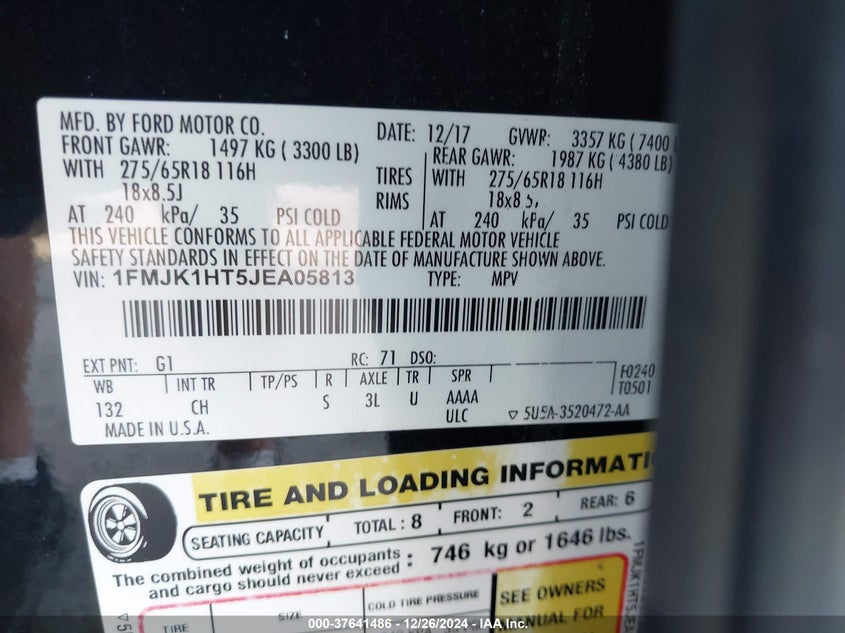 MFD. BY FORD MOTOR CO. DATE: 12/17 GVWR: 3357 KG ( 7400
FRONT GAWR: 1497 KG ( 3300 LB) REAR GAWR: 1987 KG ( 4380 LB)
WITH 275/65R18 116H TIRES WITH 275/65R18 116H
18x8.5J RIMS 18x8.5
AT 240 kPa/ 35 PSI COLD AT 240 kPa/ 35 PSI COLD
THIS VEHICLE CONFORMS TO ALL APPLICABLE FEDERAL MOTOR VEHICLE
SAFETY STANDARDS IN EFFECT ON THE DATE OF MANUFACTURE SHOWN ABOVE.
VIN: 1FMJK1HT5JEA05813 TYPE: MPV
EXT PNT: G1 RC: 71 DSO: F0240
WB INT TR TP/PS R AXLE TR SPR T0501
132 CH S 3L U AAAA
ULC ▽ 5U5A-3520472-AA
MADE IN U.S.A.
TIRE AND LOADING
SEATING CAPACITY TOTAL : 8 FRONT: 2 REAR: 6
The combined weight of occupants and cargo should never exceed : 746 kg or 1646 lbs.
TIRE SIZE COLD TIRE PRESSURE SEE OWNERS
MANUAL FOR
000-37641486 - 12/26/2024 - IAA Inc.